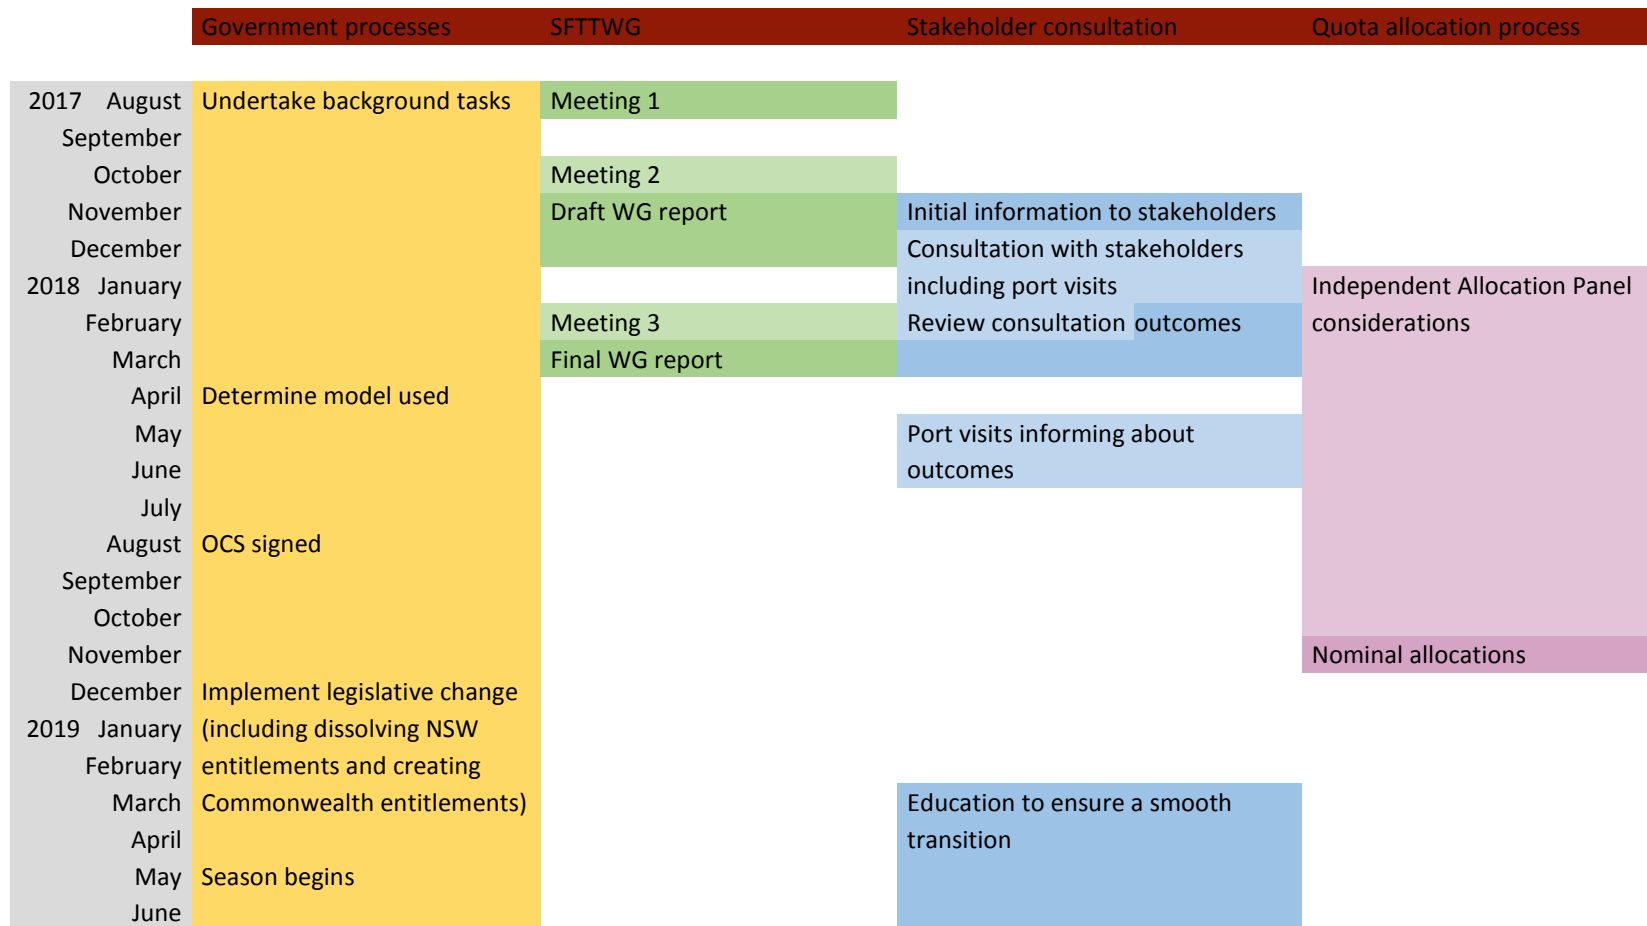 Government processes SFTTWG Stakeholder consultation Quota allocation process
2017 August Undertake background tasks Meeting 1
September
October Meeting 2
November Draft WG report Initial information to stakeholders
December Consultation with stakeholders
2018 January including port visits Independent Allocation Panel
February Meeting 3 Review consultation outcomes considerations
March Final WG report
April Determine model used
May Port visits informing about
June outcomes
July
August OCS signed
September
October
November Nominal allocations
December Implement legislative change
2019 January (including dissolving NSW
February entitlements and creating
March Commonwealth entitlements) Education to ensure a smooth
April transition
May Season begins
June